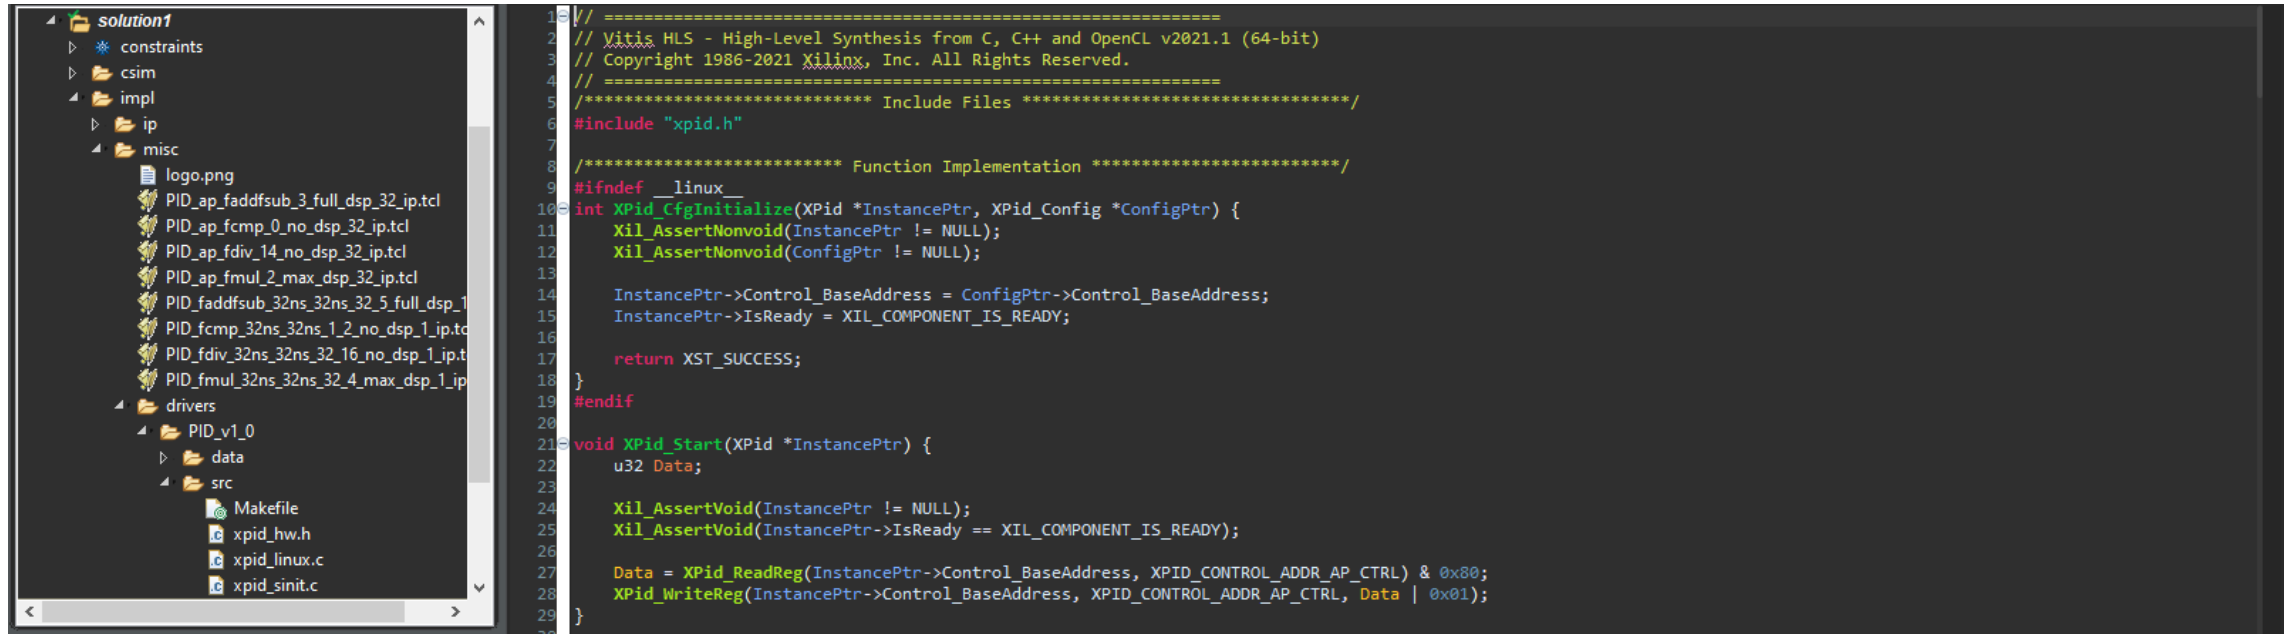 solution1
constraints
csim
impl
ip
misc
logo.png
PID_ap_faddfsub_3_full_dsp_32_ip.tcl
PID_ap_fcmp_0_no_dsp_32_ip.tcl
PID_ap_fdiv_14_no_dsp_32_ip.tcl
PID_ap_fmul_2_max_dsp_32_ip.tcl
PID_faddfsub_32ns_32ns_32_5_full_dsp_1
PID_fcmp_32ns_32ns_1_2_no_dsp_1_ip.tc
PID_fdiv_32ns_32ns_32_16_no_dsp_1_ip.t
PID_fmul_32ns_32ns_32_4_max_dsp_1_ip
drivers
PID_v1_0
data
src
Makefile
xpid_hw.h
xpid_linux.c
xpid_sinit.c
1 // ==============================================================
2 // Vitis HLS - High-Level Synthesis from C, C++ and OpenCL v2021.1 (64-bit)
3 // Copyright 1986-2021 Xilinx, Inc. All Rights Reserved.
4 // ==============================================================
5 /***************************** Include Files *********************************/
6 #include "xpid.h"
7
8 /************************** Function Implementation *************************/
9 #ifndef __linux__
10 int XPid_CfgInitialize(XPid *InstancePtr, XPid_Config *ConfigPtr) {
11     Xil_AssertNonvoid(InstancePtr != NULL);
12     Xil_AssertNonvoid(ConfigPtr != NULL);
13
14     InstancePtr->Control_BaseAddress = ConfigPtr->Control_BaseAddress;
15     InstancePtr->IsReady = XIL_COMPONENT_IS_READY;
16
17     return XST_SUCCESS;
18 }
19 #endif
20
21 void XPid_Start(XPid *InstancePtr) {
22     u32 Data;
23
24     Xil_AssertVoid(InstancePtr != NULL);
25     Xil_AssertVoid(InstancePtr->IsReady == XIL_COMPONENT_IS_READY);
26
27     Data = XPid_ReadReg(InstancePtr->Control_BaseAddress, XPID_CONTROL_ADDR_AP_CTRL) & 0x80;
28     XPid_WriteReg(InstancePtr->Control_BaseAddress, XPID_CONTROL_ADDR_AP_CTRL, Data | 0x01);
29 }